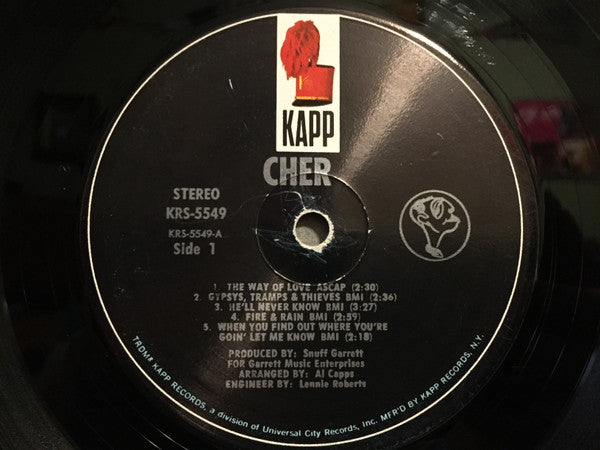 KAPP
CHER
STEREO
KRS-5549
KRS-5549-A
Side 1
1. THE WAY OF LOVE ASCAP (2:30)
2. GYPSYS, TRAMPS & THIEVES BMI (2:36)
3. HE'LL NEVER KNOW BMI (3:27)
4. FIRE & RAIN BMI (2:59)
5. WHEN YOU FIND OUT WHERE YOU'RE
GOIN' LET ME KNOW BMI (2:18)
PRODUCED BY: Snuff Garrett
FOR Garrett Music Enterprises
ARRANGED BY: Al Capps
ENGINEER BY: Lennie Roberts
TRDMK KAPP RECORDS, a division of Universal City Records, Inc. MFR'D BY KAPP RECORDS, N.Y.